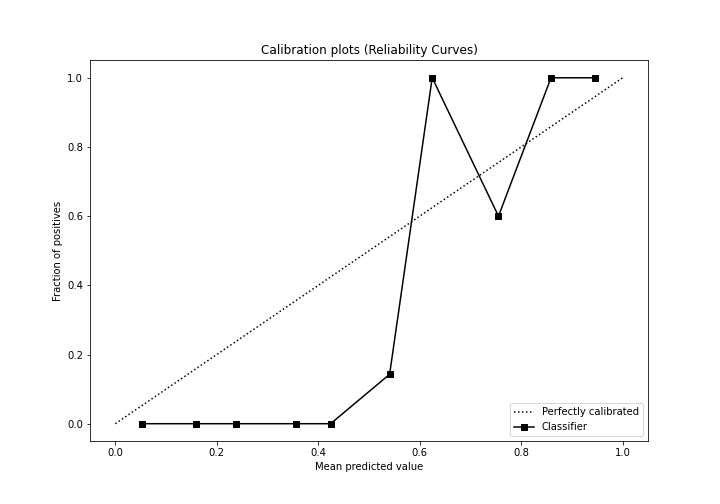 Calibration plots (Reliability Curves)
1.0
0.8
0.6
0.4
0.2
0.0
Fraction of positives
0.0 0.2 0.4 0.6 0.8 1.0
Mean predicted value
Perfectly calibrated
Classifier